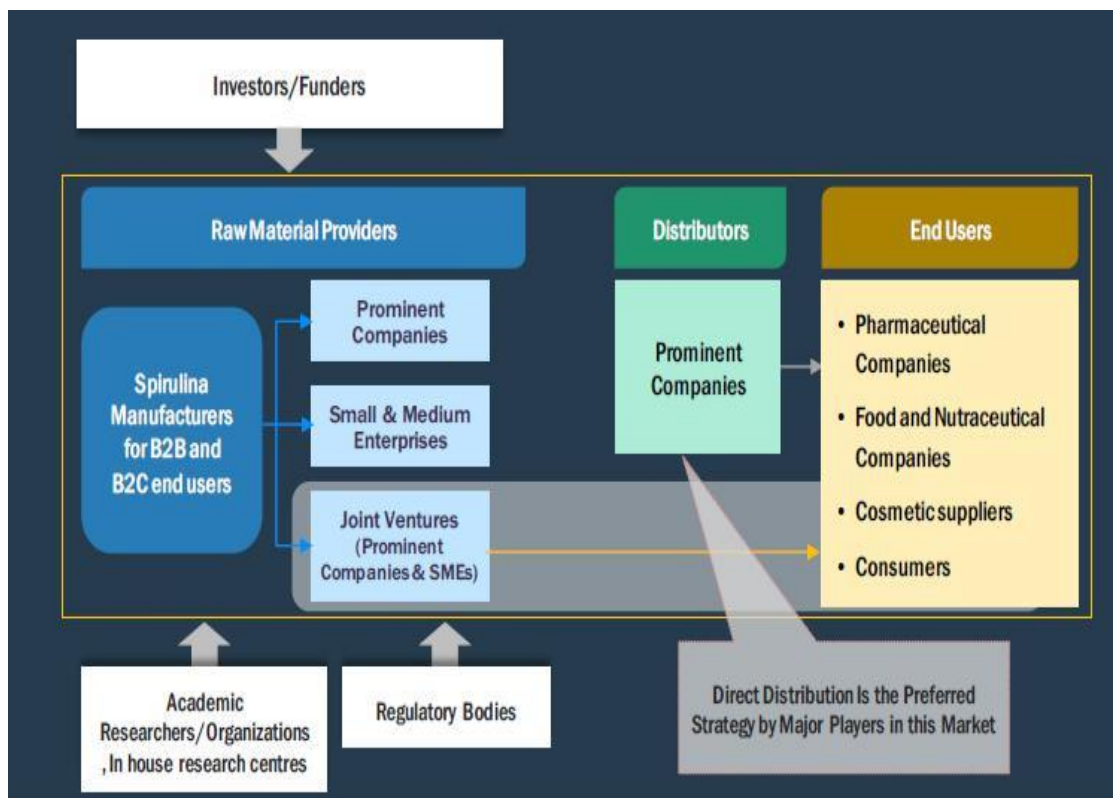 Investors/Funders
Raw Material Providers
Distributors
End Users
Spirulina
Manufacturers
for B2B and
B2C end users
Prominent
Companies
Small & Medium
Enterprises
Joint Ventures
(Prominent
Companies & SMEs)
Prominent
Companies
• Pharmaceutical
Companies
• Food and Nutraceutical
Companies
• Cosmetic suppliers
• Consumers
Academic
Researchers/Organizations
, In house research centres
Regulatory Bodies
Direct Distribution Is the Preferred
Strategy by Major Players in this Market